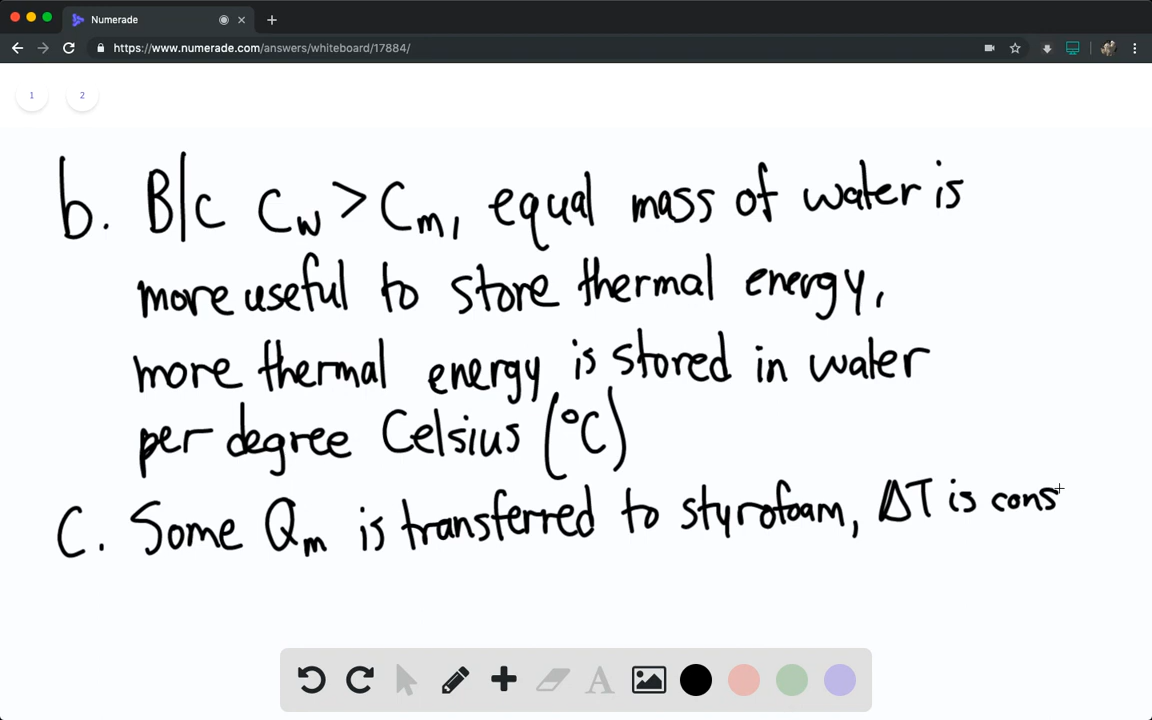 Numerade
https://www.numerade.com/answers/whiteboard/17884/
1 2
b. B/c Cw > Cm, equal mass of water is
more useful to store thermal energy,
more thermal energy is stored in water
per degree Celsius (°C)
C. Some Qm is transferred to styrofoam, ΔT is cons
A